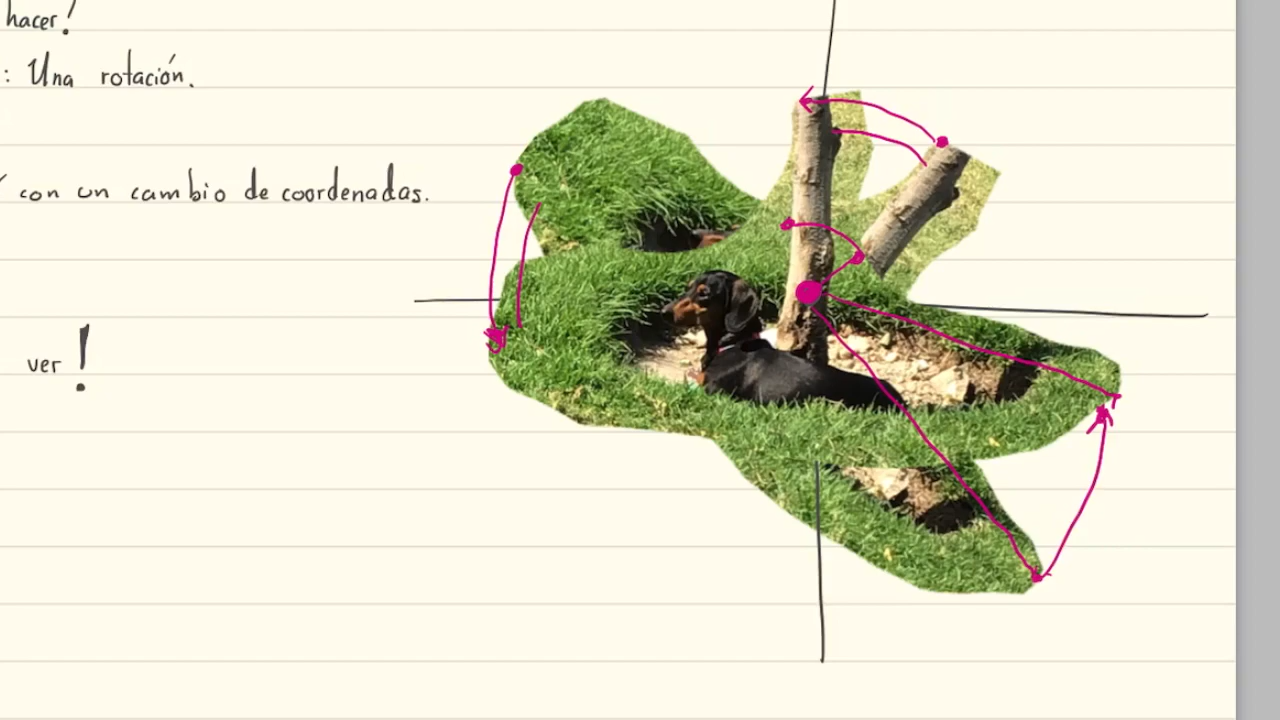 hacer!
: Una rotación.
con un cambio de coordenadas.
ver !